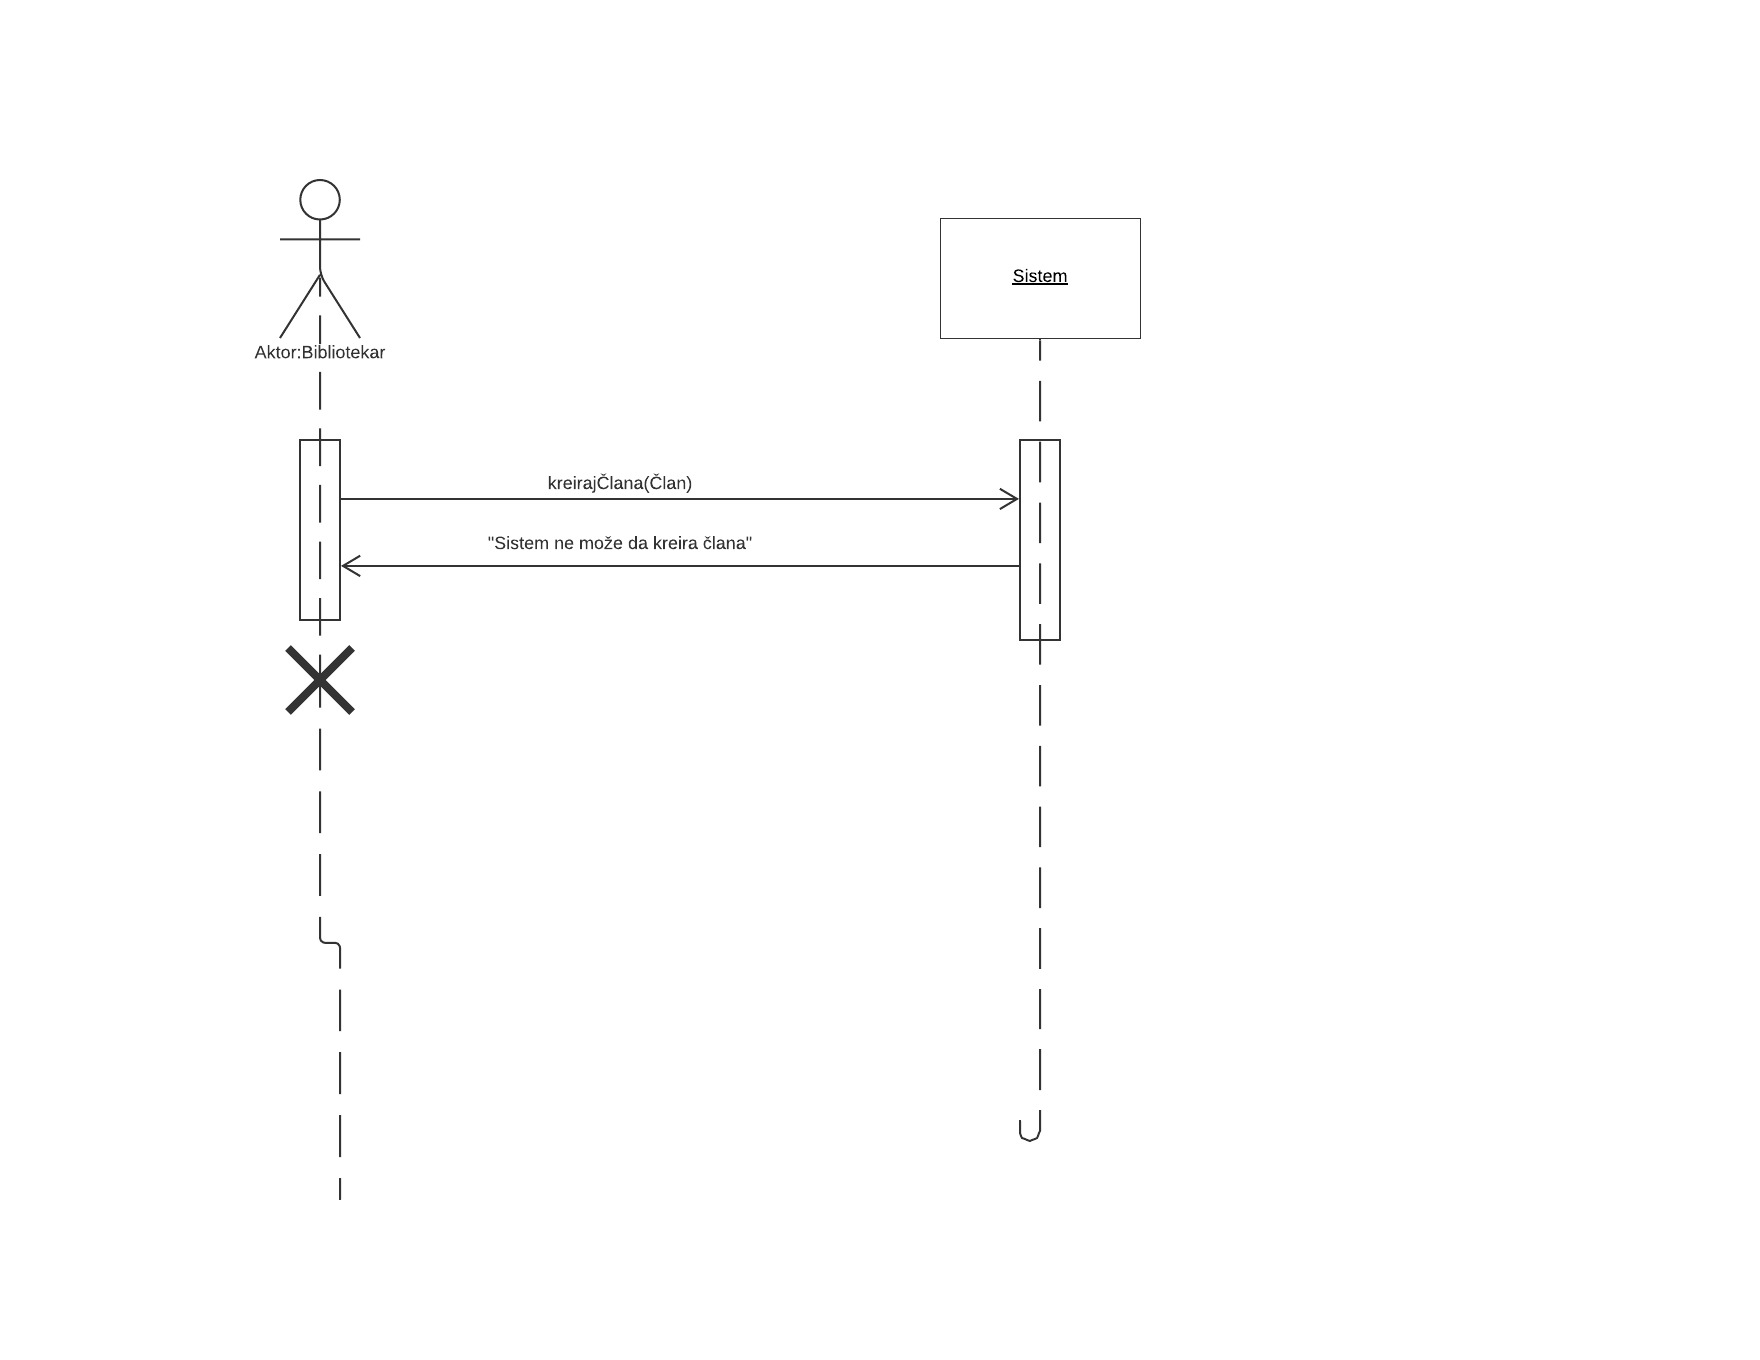 Sistem
Aktor:Bibliotekar
kreirajČlana(Član)
"Sistem ne može da kreira člana"